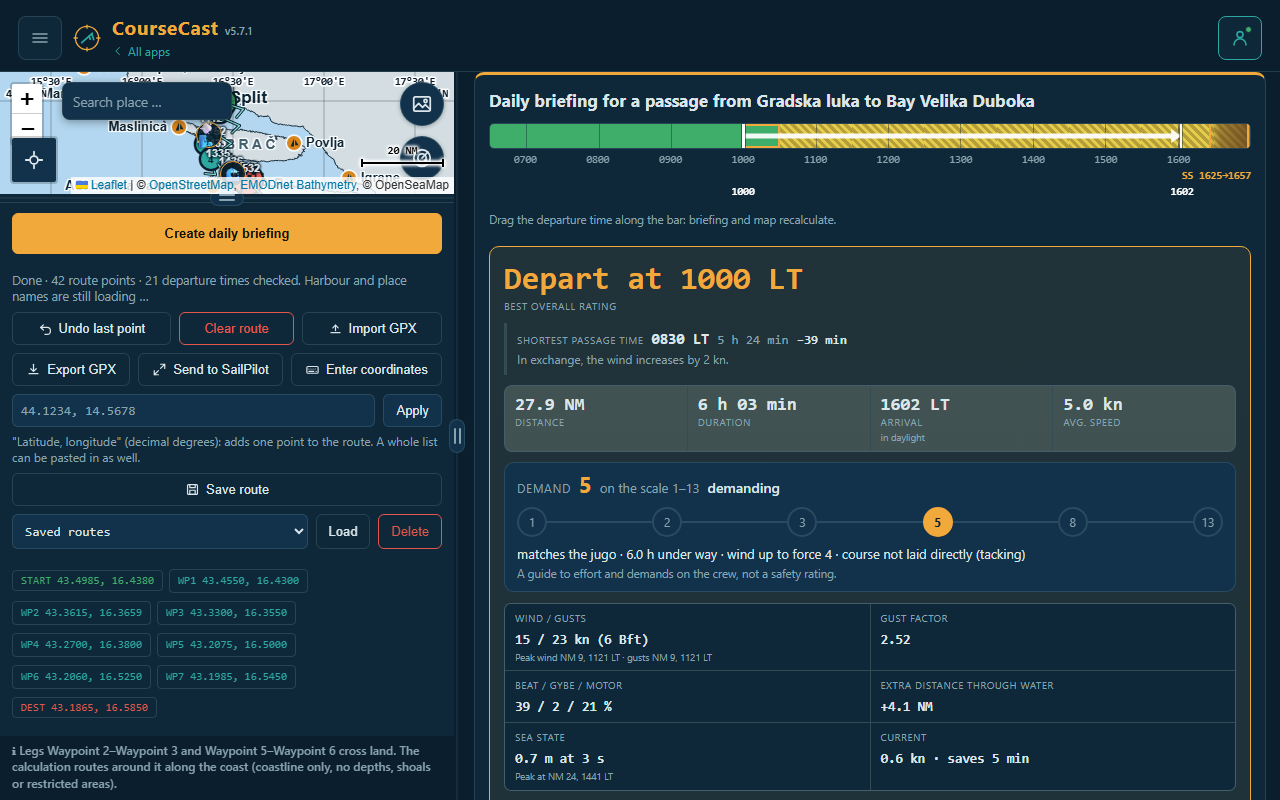 CourseCast v5.7.1
All apps
15°30'E 16°30'E 17°00'E
+
Search place ...
Split
−
Maslinica
Povlja
BRAČ
20 NM
Leaflet | © OpenStreetMap, EMODnet Bathymetry, © OpenSeaMap
Create daily briefing
Done · 42 route points · 21 departure times checked. Harbour and place
names are still loading ...
Undo last point
Clear route
Import GPX
Export GPX
Send to SailPilot
Enter coordinates
44.1234, 14.5678
Apply
"Latitude, longitude" (decimal degrees): adds one point to the route. A whole list
can be pasted in as well.
Save route
Saved routes
Load
Delete
START 43.4985, 16.4380
WP1 43.4550, 16.4300
WP2 43.3615, 16.3659
WP3 43.3300, 16.3550
WP4 43.2700, 16.3800
WP5 43.2075, 16.5000
WP6 43.2060, 16.5250
WP7 43.1985, 16.5450
DEST 43.1865, 16.5850
ℹ Legs Waypoint 2–Waypoint 3 and Waypoint 5–Waypoint 6 cross land. The
calculation routes around it along the coast (coastline only, no depths, shoals
or restricted areas).
Daily briefing for a passage from Gradska luka to Bay Velika Duboka
0700 0800 0900 1000 1100 1200 1300 1400 1500 1600
SS 1625→1657
1000 1602
Drag the departure time along the bar: briefing and map recalculate.
Depart at 1000 LT
BEST OVERALL RATING
SHORTEST PASSAGE TIME 0830 LT 5 h 24 min −39 min
In exchange, the wind increases by 2 kn.
27.9 NM
DISTANCE
6 h 03 min
DURATION
1602 LT
ARRIVAL
in daylight
5.0 kn
AVG. SPEED
DEMAND 5 on the scale 1–13 demanding
1 2 3 5 8 13
matches the jugo · 6.0 h under way · wind up to force 4 · course not laid directly (tacking)
A guide to effort and demands on the crew, not a safety rating.
WIND / GUSTS
15 / 23 kn (6 Bft)
Peak wind NM 9, 1121 LT · gusts NM 9, 1121 LT
GUST FACTOR
2.52
BEAT / GYBE / MOTOR
39 / 2 / 21 %
EXTRA DISTANCE THROUGH WATER
+4.1 NM
SEA STATE
0.7 m at 3 s
Peak at NM 24, 1441 LT
CURRENT
0.6 kn · saves 5 min